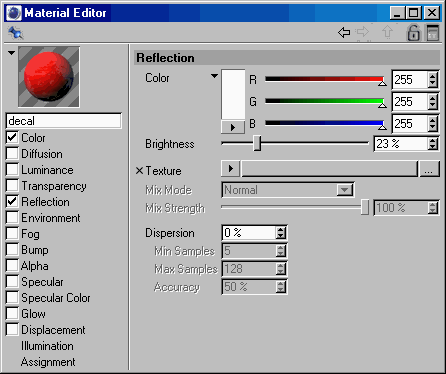 Material Editor
decal
Color
Diffusion
Luminance
Transparency
Reflection
Environment
Fog
Bump
Alpha
Specular
Specular Color
Glow
Displacement
Illumination
Assignment
Reflection
Color R 255
G 255
B 255
Brightness 23 %
Texture ...
Mix Mode Normal
Mix Strength 100 %
Dispersion 0 %
Min Samples 5
Max Samples 128
Accuracy 50 %